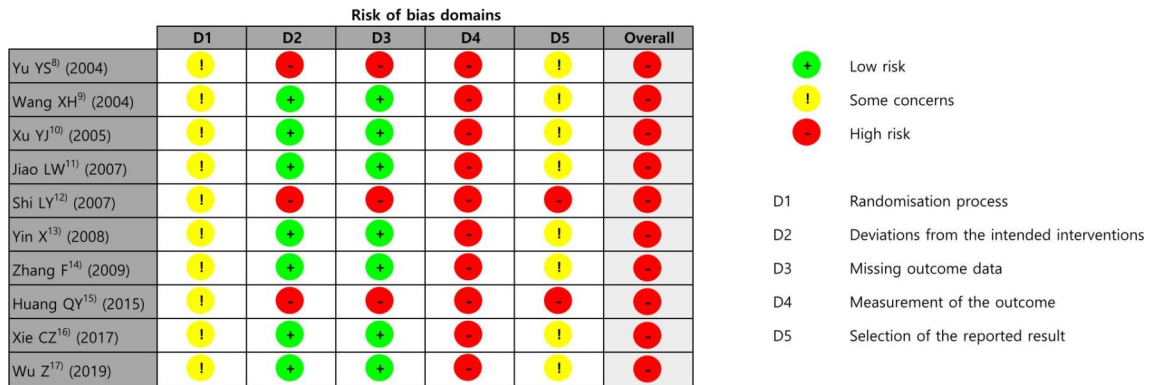 Risk of bias domains
D1 D2 D3 D4 D5 Overall
Yu YS8) (2004) ! - - - ! -
Wang XH9) (2004) ! + + - ! -
Xu YJ10) (2005) ! + + - ! -
Jiao LW11) (2007) ! + + - ! -
Shi LY12) (2007) ! - - - - -
Yin X13) (2008) ! + + - ! -
Zhang F14) (2009) ! + + - ! -
Huang QY15) (2015) ! - - - - -
Xie CZ16) (2017) ! + + - ! -
Wu Z17) (2019) ! + + - ! -
+ Low risk
! Some concerns
- High risk
D1 Randomisation process
D2 Deviations from the intended interventions
D3 Missing outcome data
D4 Measurement of the outcome
D5 Selection of the reported result